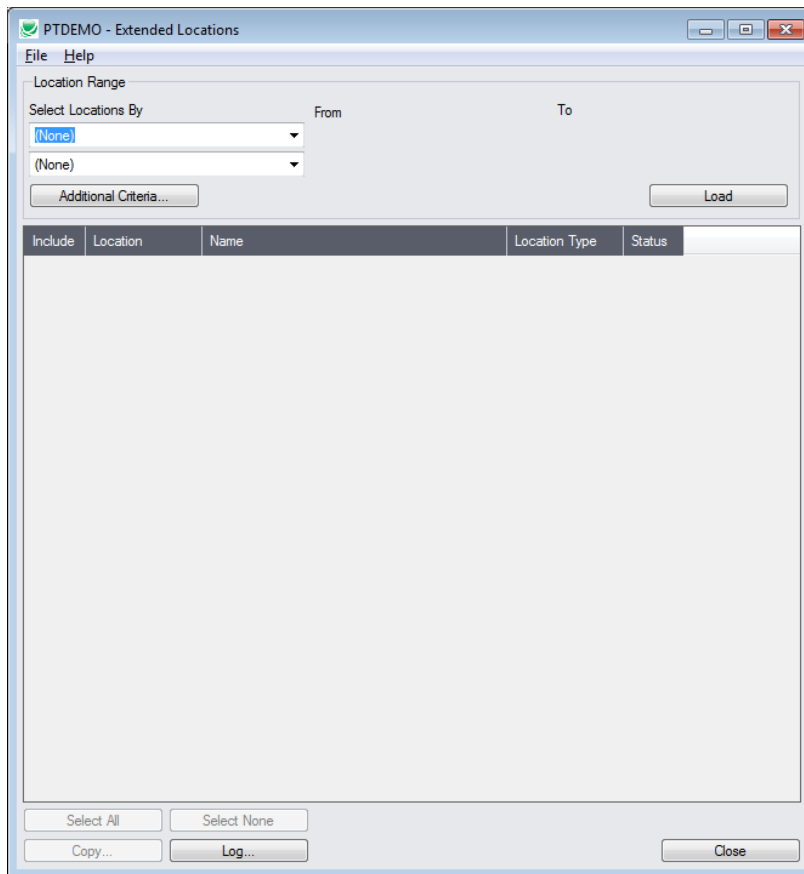 PTDEMO - Extended Locations
File Help
Location Range
Select Locations By From To
(None)
(None)
Additional Criteria... Load
Include Location Name Location Type Status
Select All Select None
Copy... Log... Close